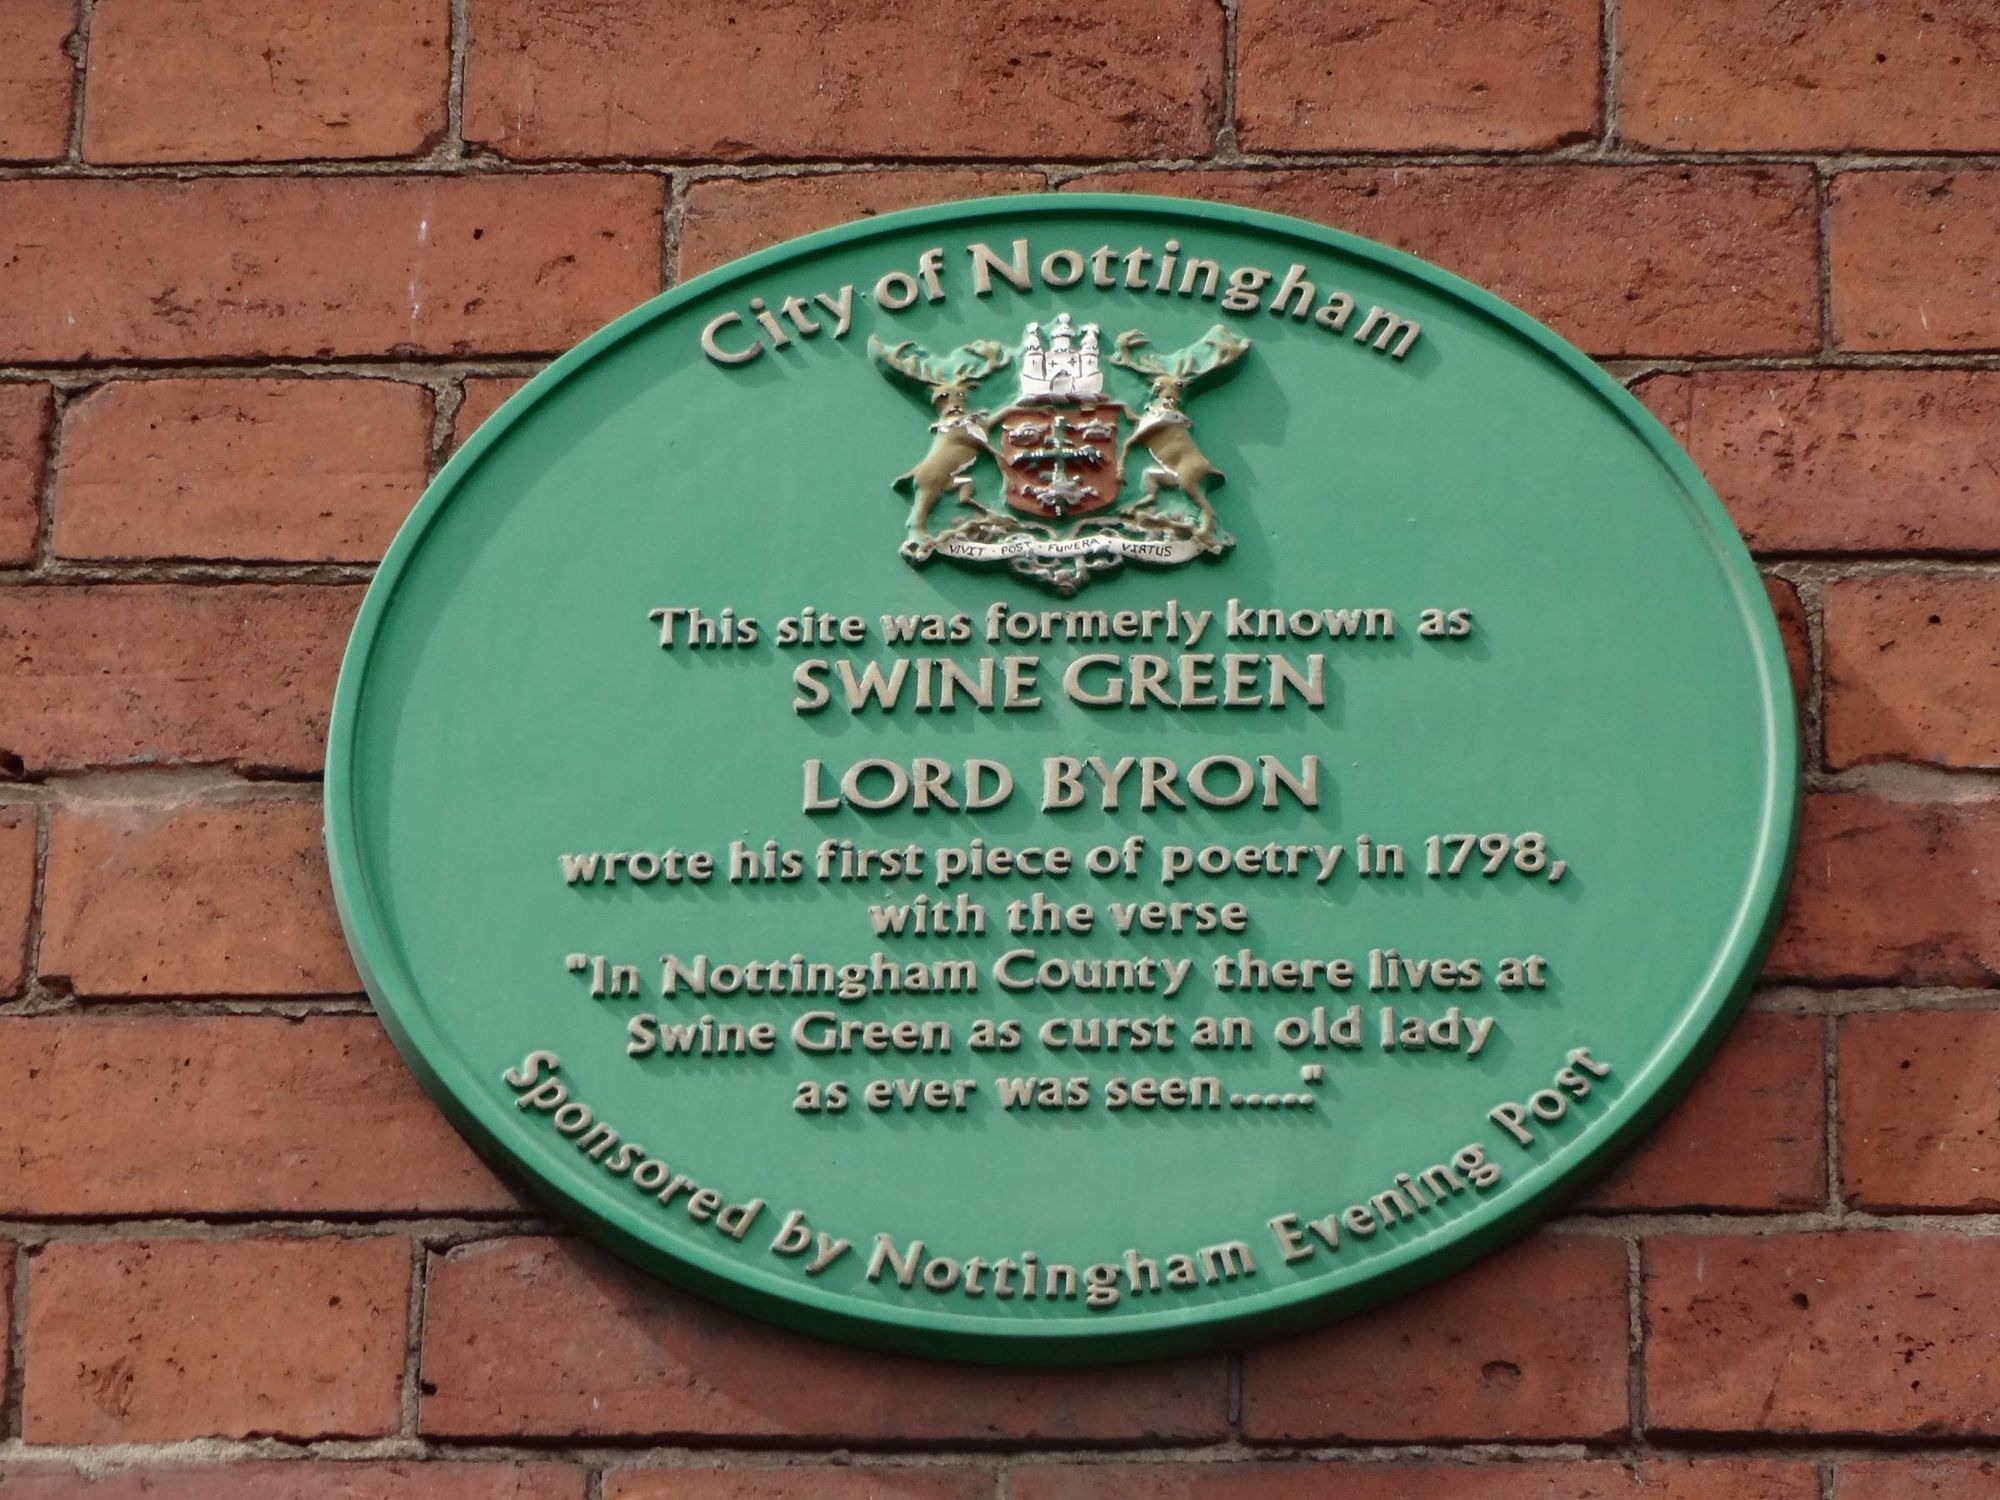 City of Nottingham
VIVIT · POST · FUNERA · VIRTUS
This site was formerly known as
SWINE GREEN
LORD BYRON
wrote his first piece of poetry in 1798,
with the verse
"In Nottingham County there lives at
Swine Green as curst an old lady
as ever was seen....."
Sponsored by Nottingham Evening Post